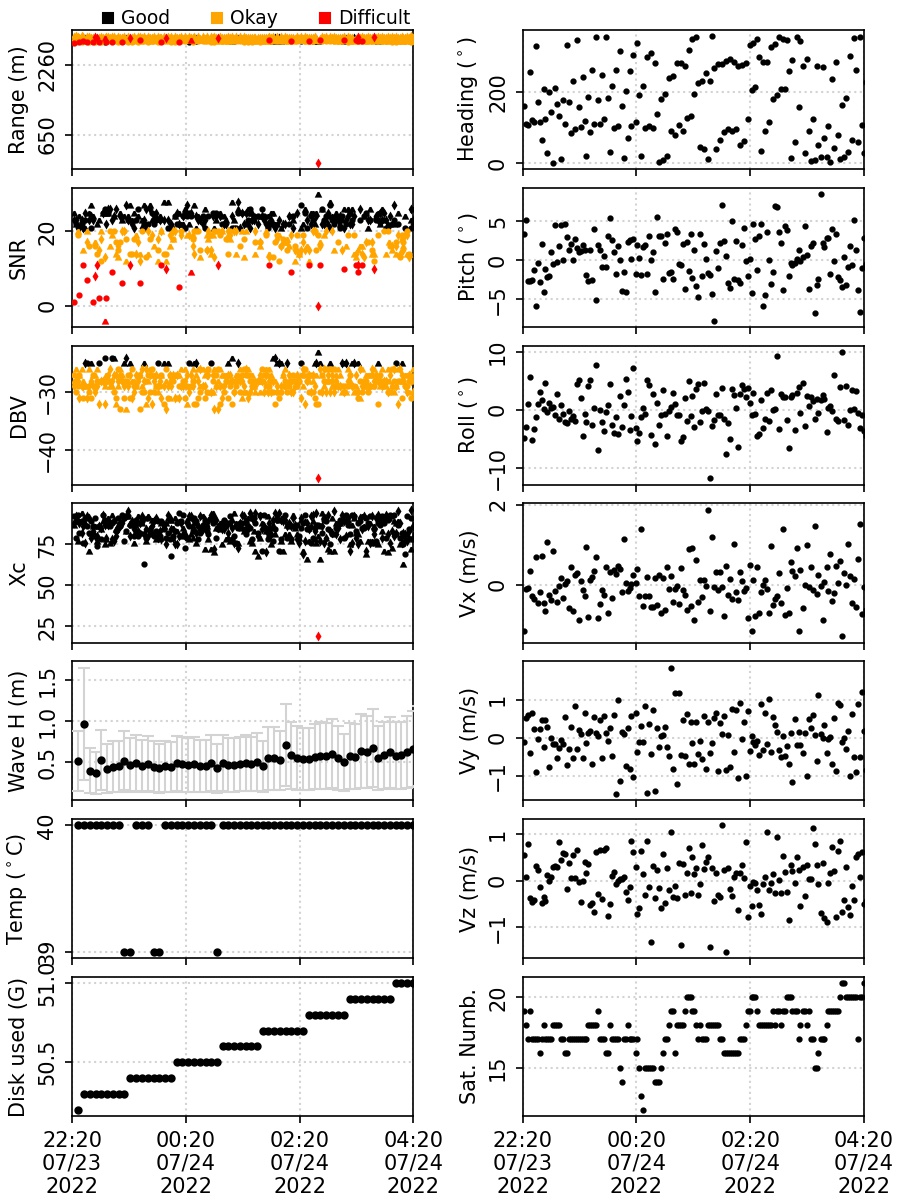 Good Okay Difficult
Range (m)
2260
650
Heading (°)
200
0
SNR
20
0
Pitch (°)
5
0
−5
DBV
−30
−40
Roll (°)
10
0
−10
Xc
75
50
25
Vx (m/s)
2
0
Wave H (m)
1.5
1.0
0.5
Vy (m/s)
1
0
−1
Temp (°C)
40
39
Vz (m/s)
1
0
−1
Disk used (G)
51.0
50.5
Sat. Numb.
20
15
22:20 00:20 02:20 04:20
07/23 07/24 07/24 07/24
2022 2022 2022 2022
22:20 00:20 02:20 04:20
07/23 07/24 07/24 07/24
2022 2022 2022 2022